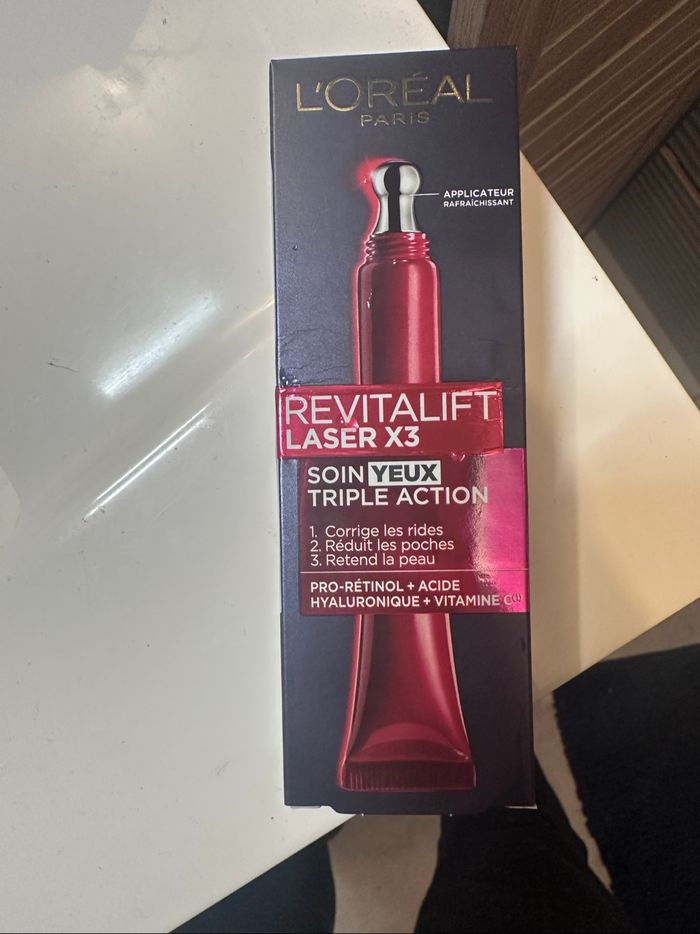 L'ORÉAL
PARIS
APPLICATEUR
RAFRAÎCHISSANT
REVITALIFT
LASER X3
SOIN YEUX
TRIPLE ACTION
1. Corrige les rides
2. Réduit les poches
3. Retend la peau
PRO-RÉTINOL + ACIDE
HYALURONIQUE + VITAMINE C⁽¹⁾